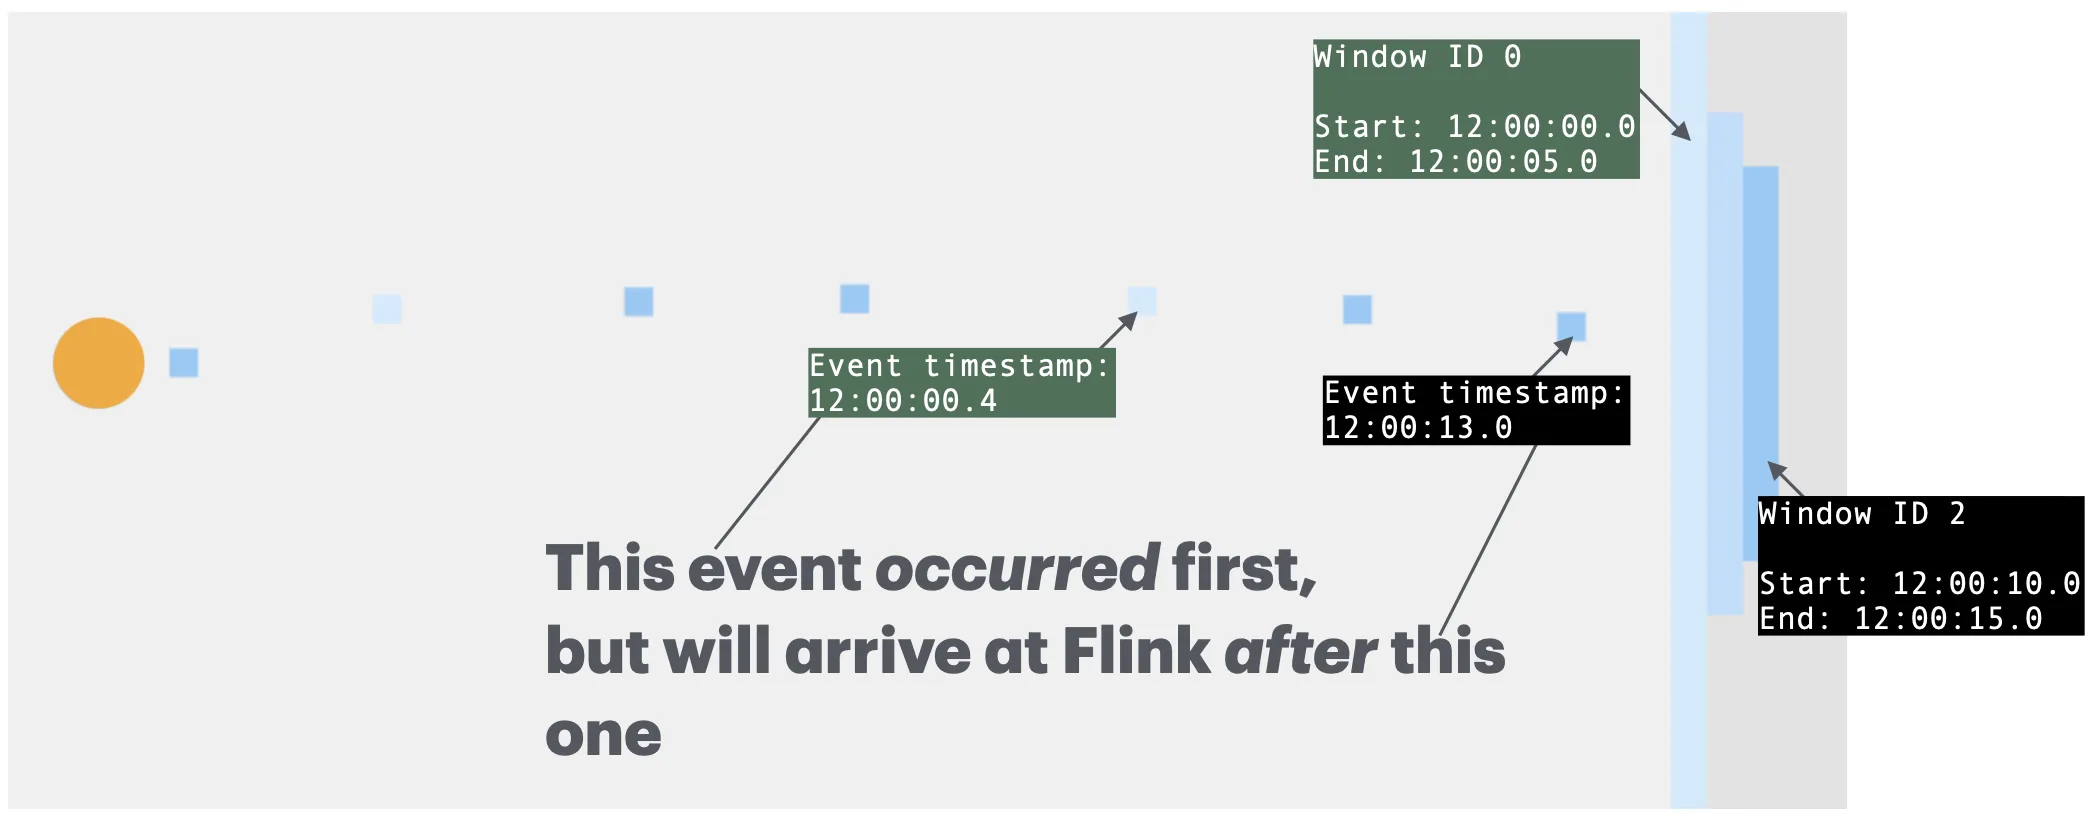 Window ID 0
Start: 12:00:00.0
End: 12:00:05.0
Event timestamp:
12:00:00.4
Event timestamp:
12:00:13.0
Window ID 2
Start: 12:00:10.0
End: 12:00:15.0
This event occurred first,
but will arrive at Flink after this
one